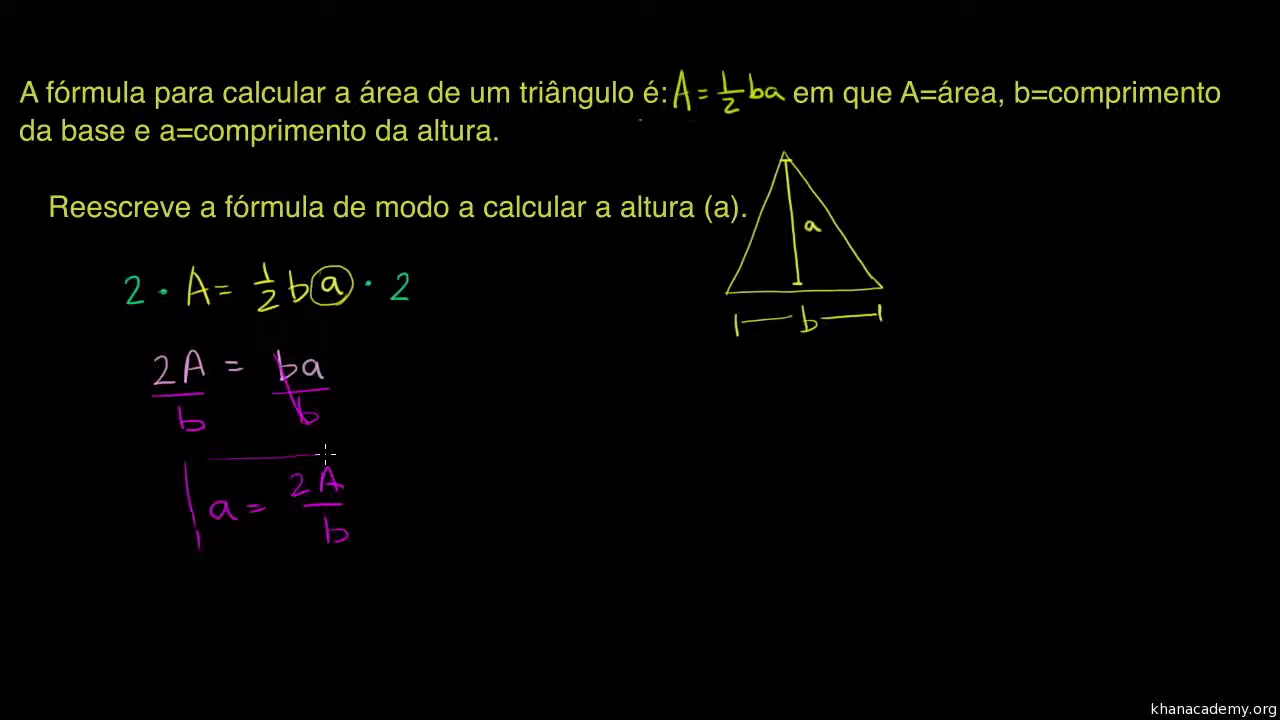 A fórmula para calcular a área de um triângulo é: A = 1/2 ba em que A=área, b=comprimento
da base e a=comprimento da altura.
Reescreve a fórmula de modo a calcular a altura (a).
a
2 · A = 1/2 ba · 2
b
2A/b = ba/b
a = 2A/b
khanacademy.org